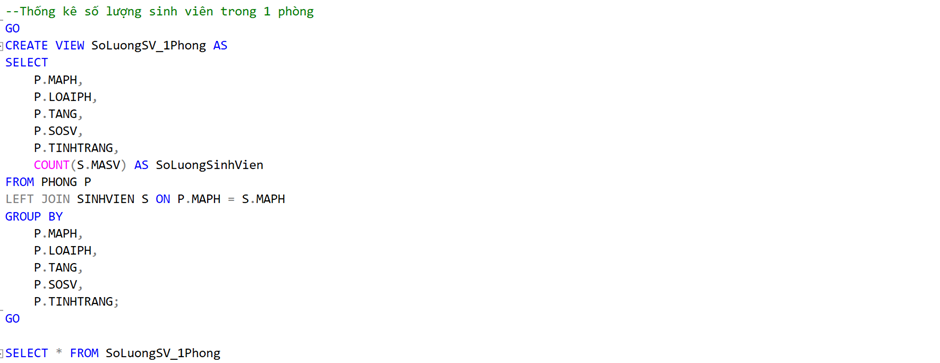 --Thống kê số lượng sinh viên trong 1 phòng
GO
CREATE VIEW SoLuongSV_1Phong AS
SELECT
P.MAPH,
P.LOAIPH,
P.TANG,
P.SOSV,
P.TINHTRANG,
COUNT(S.MASV) AS SoLuongSinhVien
FROM PHONG P
LEFT JOIN SINHVIEN S ON P.MAPH = S.MAPH
GROUP BY
P.MAPH,
P.LOAIPH,
P.TANG,
P.SOSV,
P.TINHTRANG;
GO
SELECT * FROM SoLuongSV_1Phong